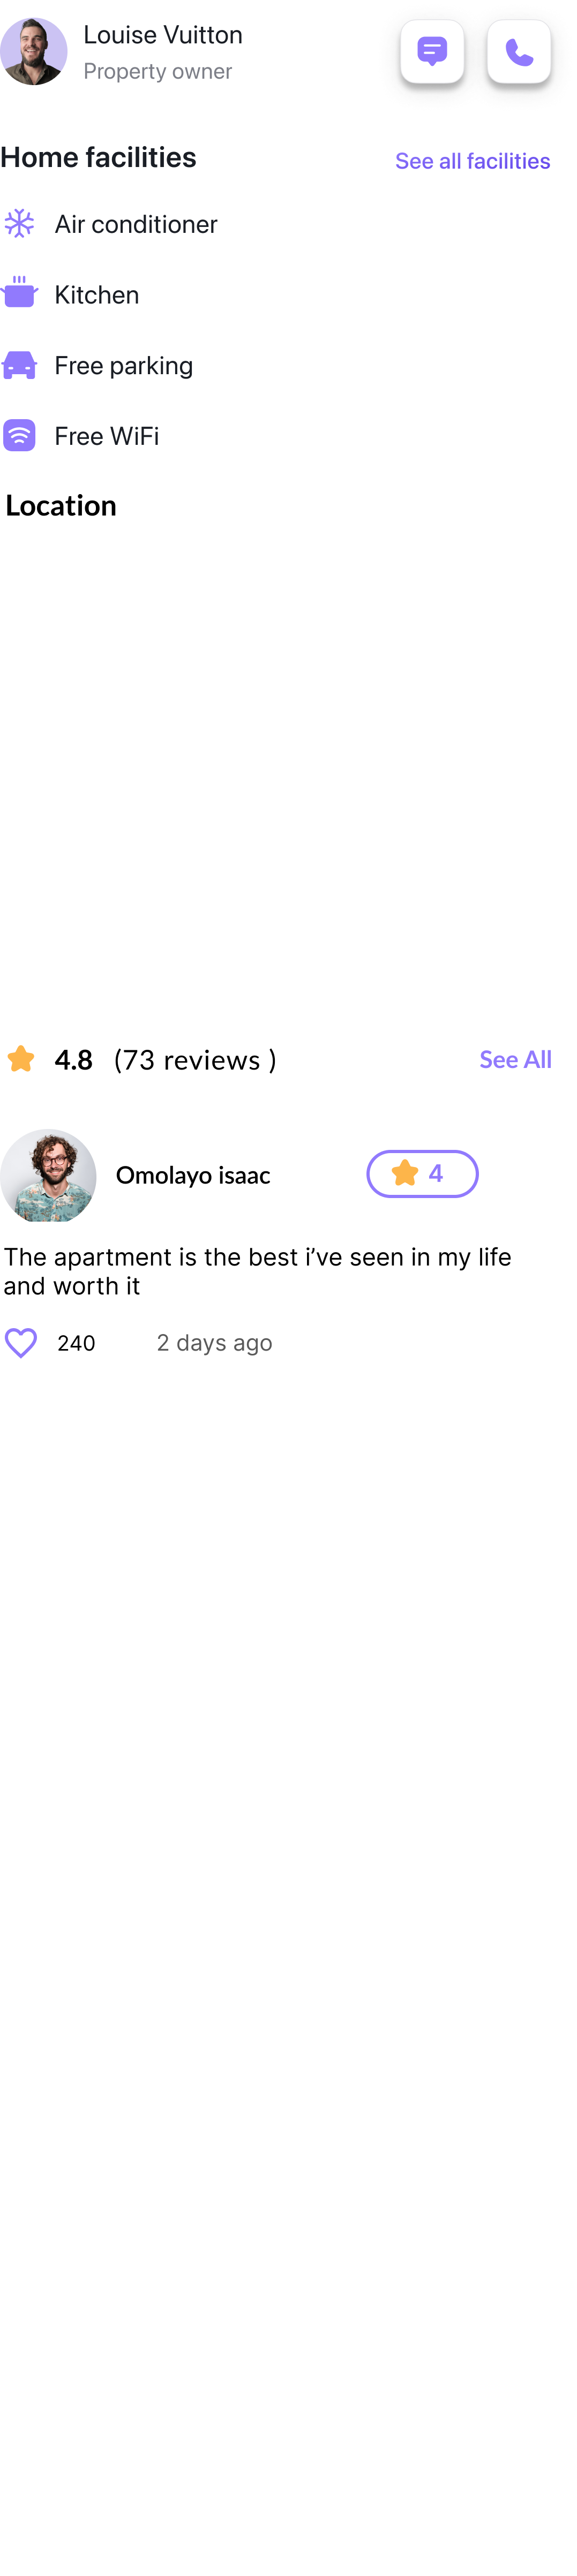 Louise Vuitton
Property owner
Home facilities
See all facilities
Air conditioner
Kitchen
Free parking
Free WiFi
Location
4.8 (73 reviews )
See All
Omolayo isaac
4
The apartment is the best i’ve seen in my life
and worth it
240
2 days ago